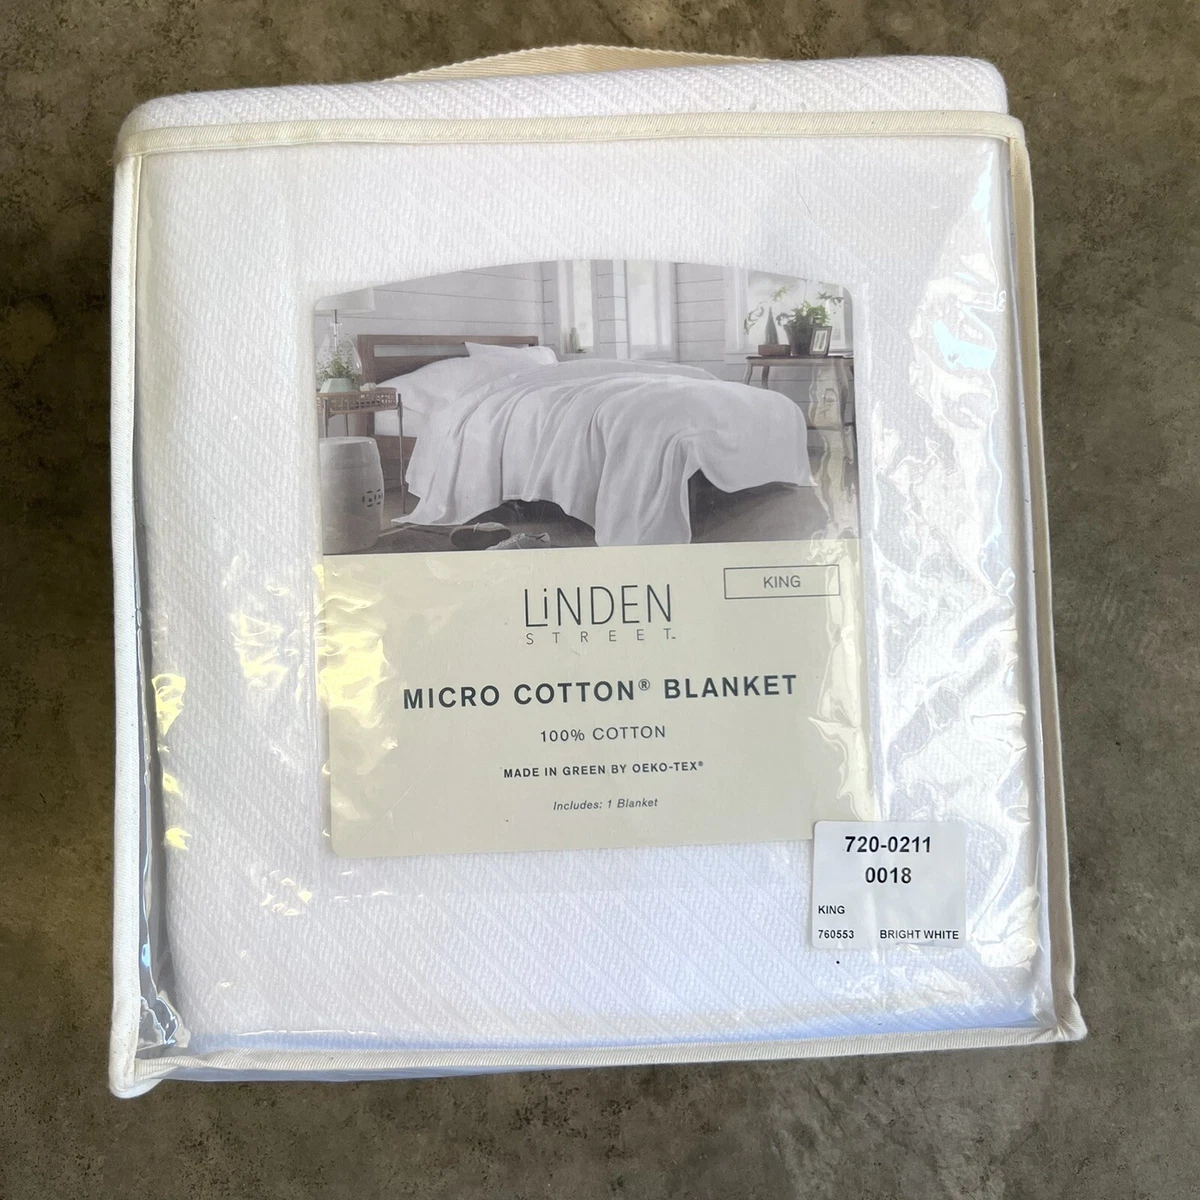 KING
LiNDEN
STREET™
MICRO COTTON® BLANKET
100% COTTON
MADE IN GREEN BY OEKO-TEX®
Includes: 1 Blanket
720-0211
0018
KING
760553 BRIGHT WHITE